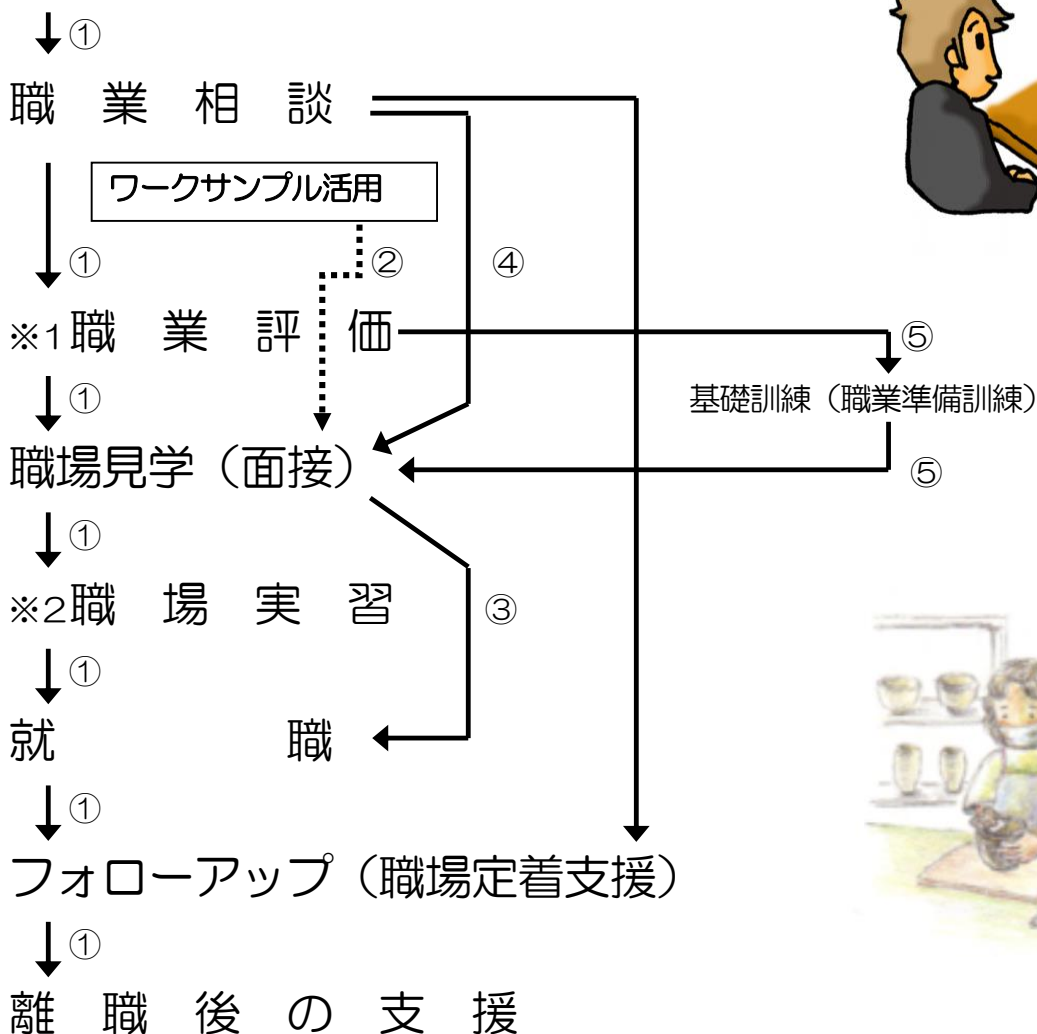 ①
職業相談
ワークサンプル活用
① ② ④
※1職業評価
⑤
①
基礎訓練（職業準備訓練）
職場見学（面接）
⑤
①
※2職場実習
③
①
就職
①
フォローアップ（職場定着支援）
①
離職後の支援